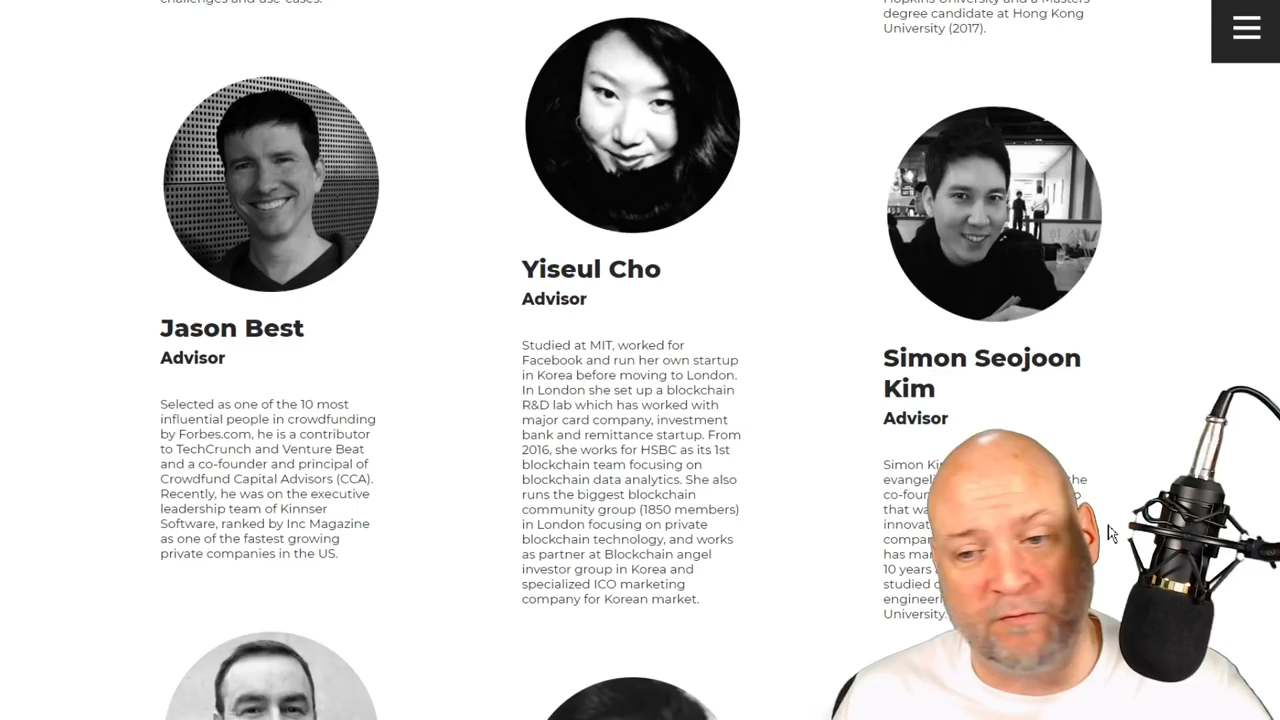 challenges and use-cases.
Hopkins University and a Masters
degree candidate at Hong Kong
University (2017).
Jason Best
Advisor
Selected as one of the 10 most
influential people in crowdfunding
by Forbes.com, he is a contributor
to TechCrunch and Venture Beat
and a co-founder and principal of
Crowdfund Capital Advisors (CCA).
Recently, he was on the executive
leadership team of Kinnser
Software, ranked by Inc Magazine
as one of the fastest growing
private companies in the US.
Yiseul Cho
Advisor
Studied at MIT, worked for
Facebook and run her own startup
in Korea before moving to London.
In London she set up a blockchain
R&D lab which has worked with
major card company, investment
bank and remittance startup. From
2016, she works for HSBC as its 1st
blockchain team focusing on
blockchain data analytics. She also
runs the biggest blockchain
community group (1850 members)
in London focusing on private
blockchain technology, and works
as partner at Blockchain angel
investor group in Korea and
specialized ICO marketing
company for Korean market.
Simon Seojoon
Kim
Advisor
Simon
that
has
10 years
studied
University.